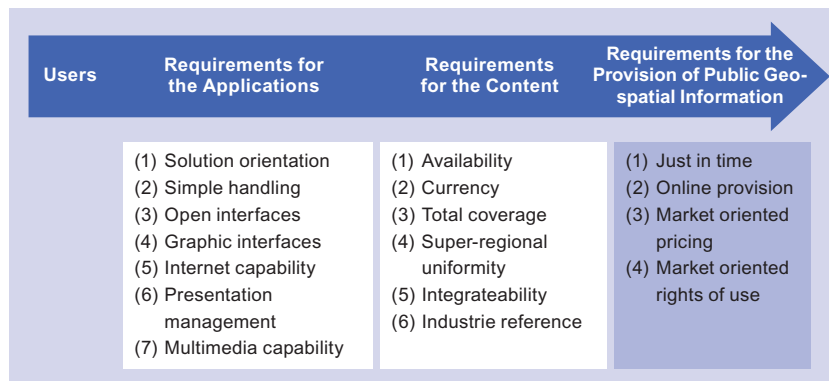 Users
Requirements for
the Applications
Requirements
for the Content
Requirements for the
Provision of Public Geo-
spatial Information
(1) Solution orientation
(2) Simple handling
(3) Open interfaces
(4) Graphic interfaces
(5) Internet capability
(6) Presentation
management
(7) Multimedia capability
(1) Availability
(2) Currency
(3) Total coverage
(4) Super-regional
uniformity
(5) Integrateability
(6) Industrie reference
(1) Just in time
(2) Online provision
(3) Market oriented
pricing
(4) Market oriented
rights of use